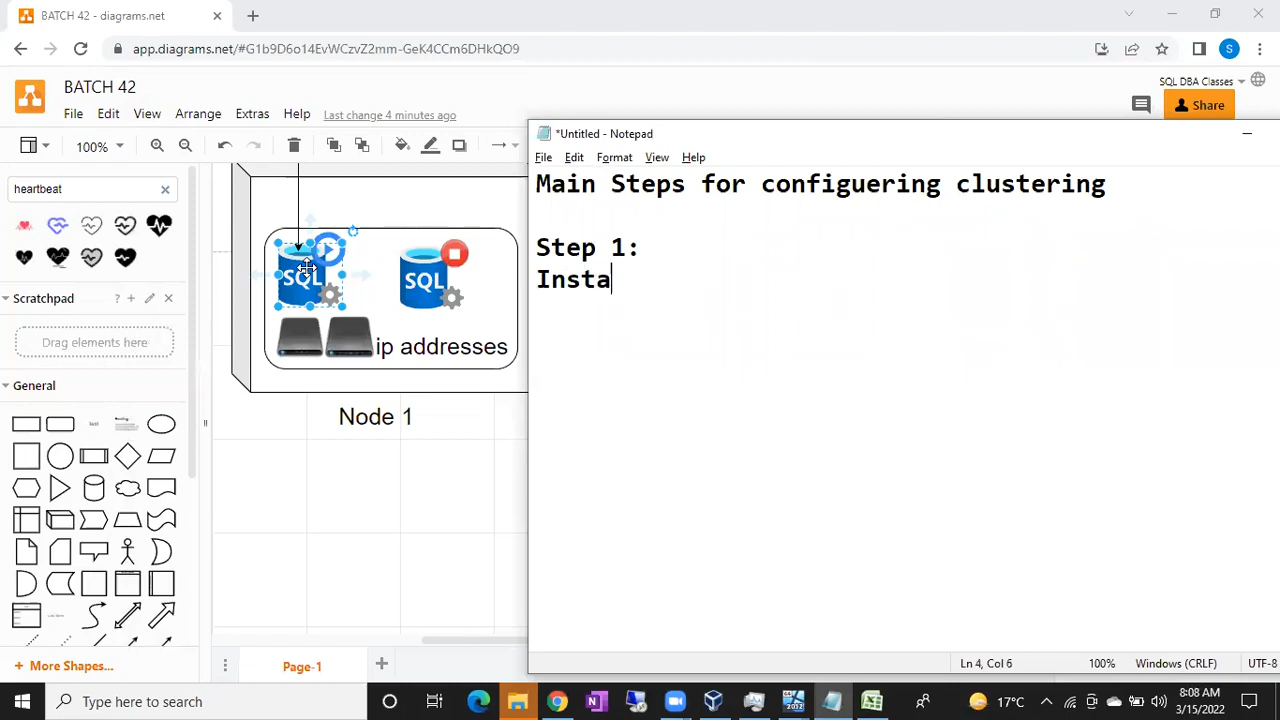 BATCH 42 - diagrams.net
app.diagrams.net/#G1b9D6o14EvWCzvZ2mm-GeK4CCm6DHkQO9
S
BATCH 42
SQL DBA Classes
File Edit View Arrange Extras Help Last change 4 minutes ago
Share
100%
*Untitled - Notepad
File Edit Format View Help
heartbeat
Main Steps for configuering clustering
Step 1:
Insta
SQL SQL
Scratchpad
Drag elements here
ip addresses
General
Node 1
Text
More Shapes...
Page-1
Ln 4, Col 6 100% Windows (CRLF) UTF-8
Type here to search
2012
17°C
8:08 AM
3/15/2022